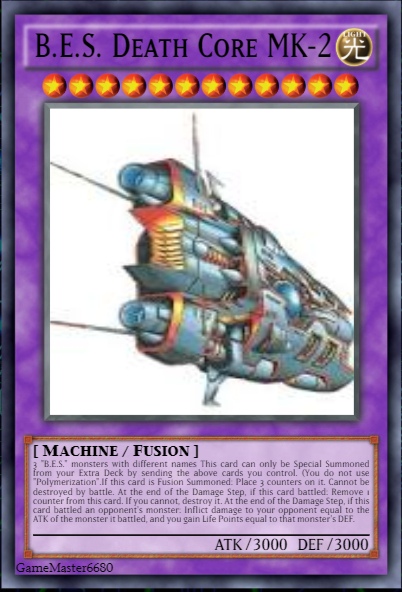 B.E.S. Death Core MK-2
LIGHT
光
[ Machine / Fusion ]
3 "B.E.S." monsters with different names This card can only be Special Summoned
from your Extra Deck by sending the above cards you control. (You do not use
"Polymerization".If this card is Fusion Summoned: Place 3 counters on it. Cannot be
destroyed by battle. At the end of the Damage Step, if this card battled: Remove 1
counter from this card. If you cannot, destroy it. At the end of the Damage Step, if this
card battled an opponent's monster: Inflict damage to your opponent equal to the
ATK of the monster it battled, and you gain Life Points equal to that monster's DEF.
ATK/3000 DEF/3000
GameMaster6680